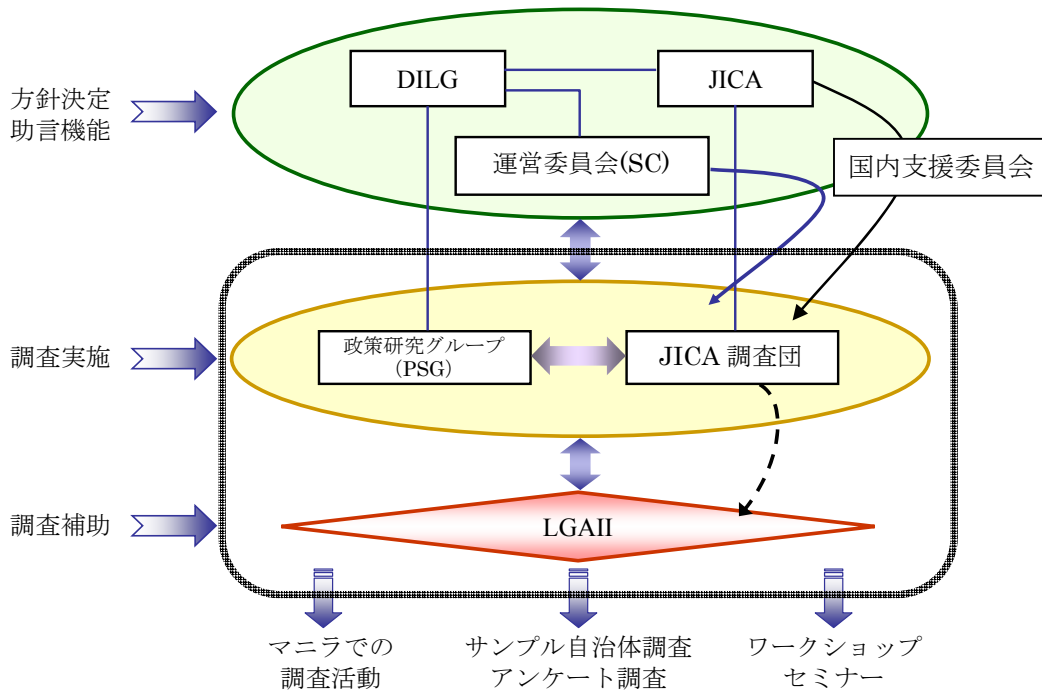 DILG
JICA
方針決定
助言機能
運営委員会(SC)
国内支援委員会
調査実施
政策研究グループ
(PSG)
JICA 調査団
調査補助
LGAII
マニラでの
調査活動
サンプル自治体調査
アンケート調査
ワークショップ
セミナー